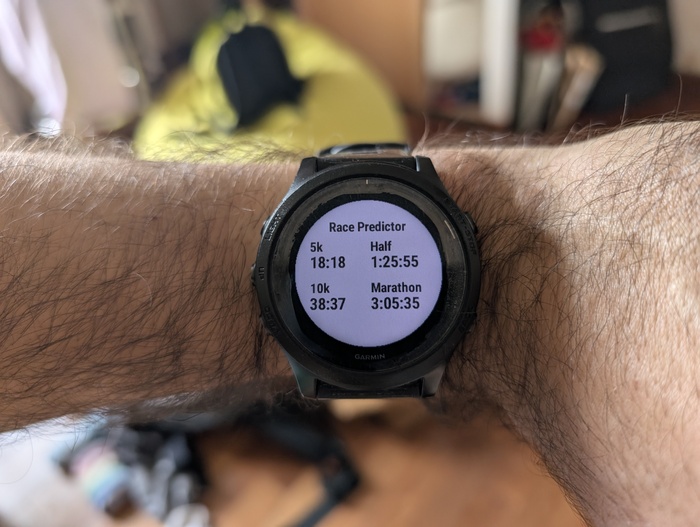 Race Predictor
5k Half
18:18 1:25:55
10k Marathon
38:37 3:05:35
GARMIN